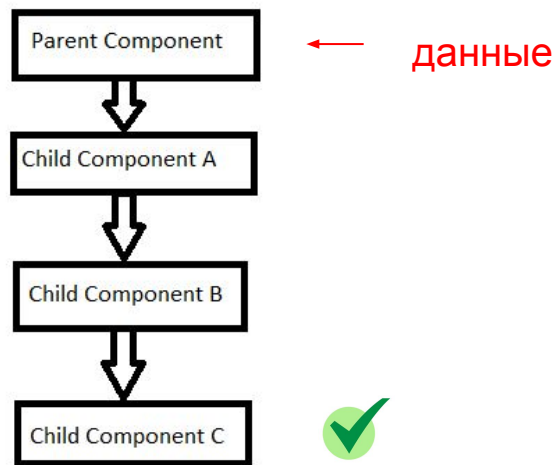 Parent Component
данные
Child Component A
Child Component B
Child Component C